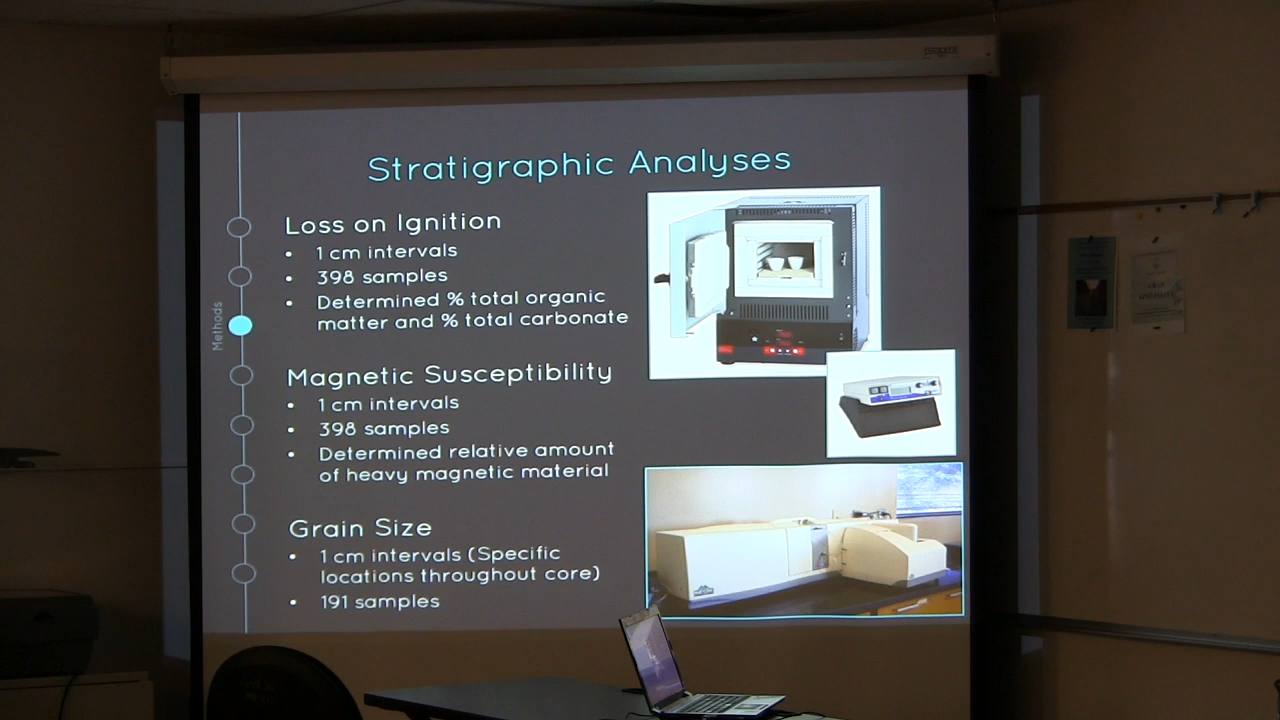 Stratigraphic Analyses
Loss on Ignition
• 1 cm intervals
• 398 samples
• Determined % total organic
matter and % total carbonate
Methods
Magnetic Susceptibility
• 1 cm intervals
• 398 samples
• Determined relative amount
of heavy magnetic material
Grain Size
• 1 cm intervals (Specific
locations throughout core)
• 191 samples